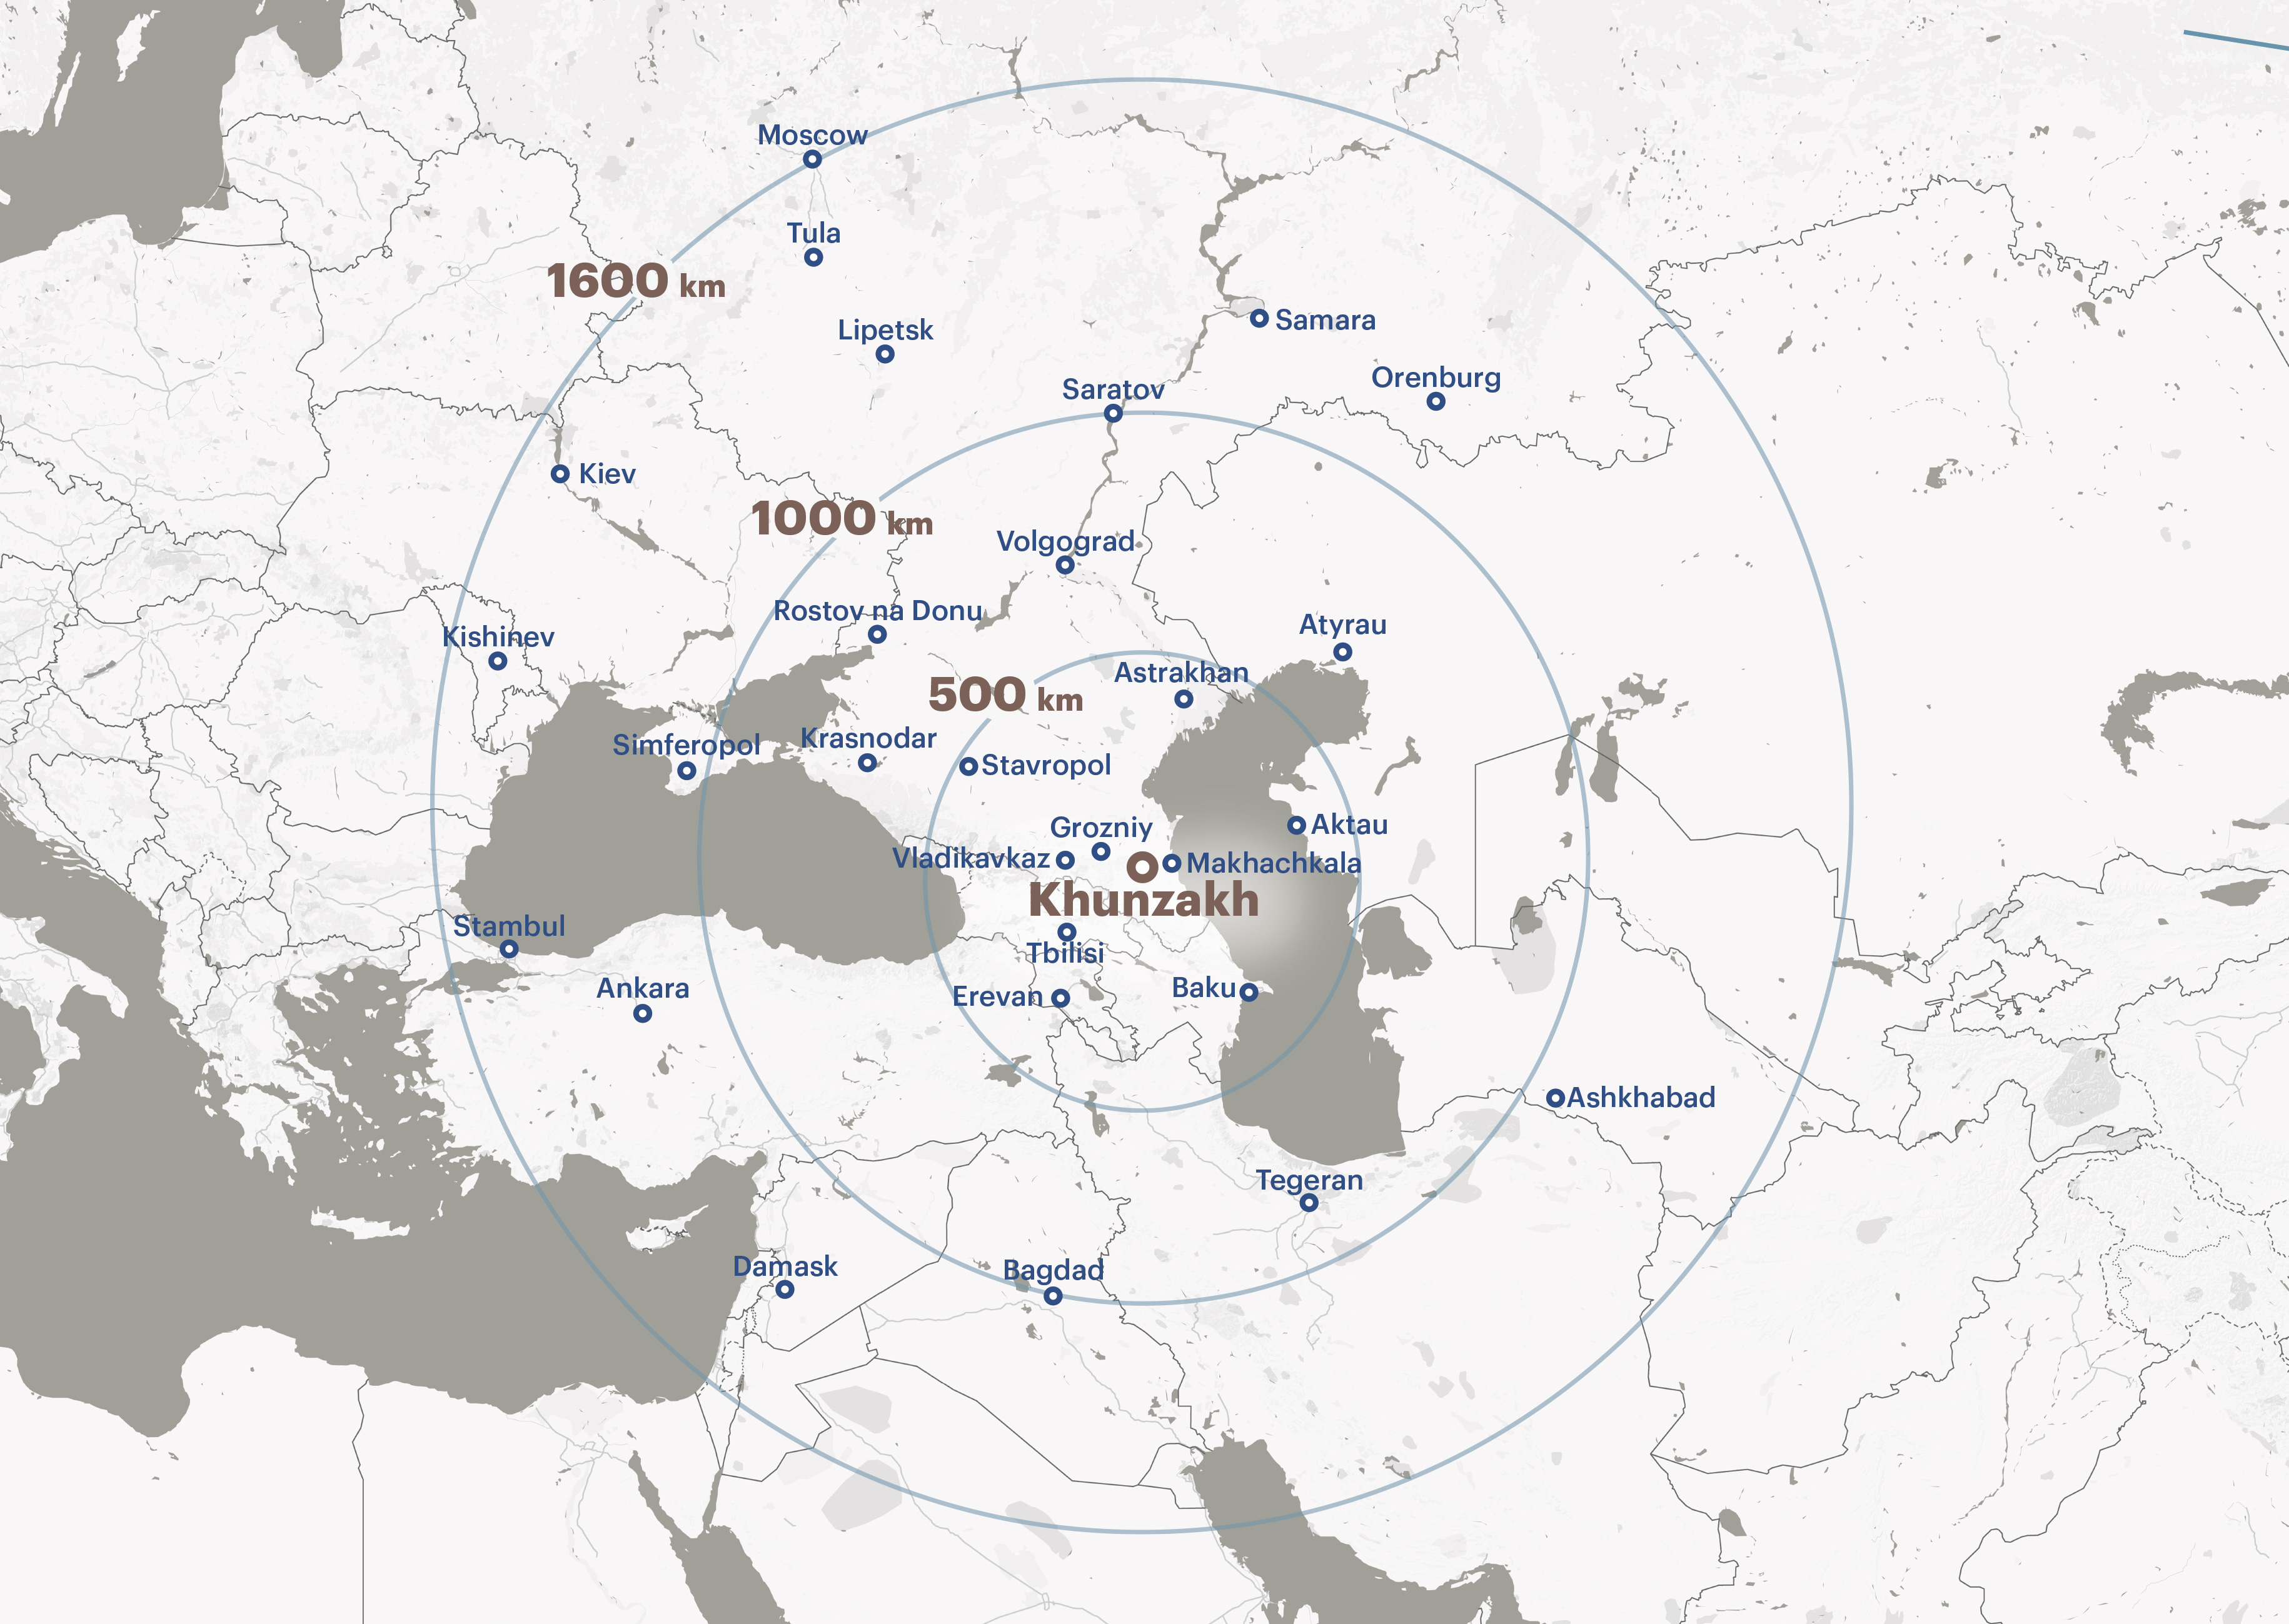 Moscow
Tula
1600 km
Lipetsk
Samara
Orenburg
Saratov
Kiev
1000 km
Volgograd
Rostov na Donu
Atyrau
Kishinev
Astrakhan
500 km
Simferopol
Krasnodar
Stavropol
Grozniy
Aktau
Vladikavkaz
Makhachkala
Khunzakh
Stambul
Tbilisi
Ankara
Erevan
Baku
Ashkhabad
Tegeran
Damask
Bagdad